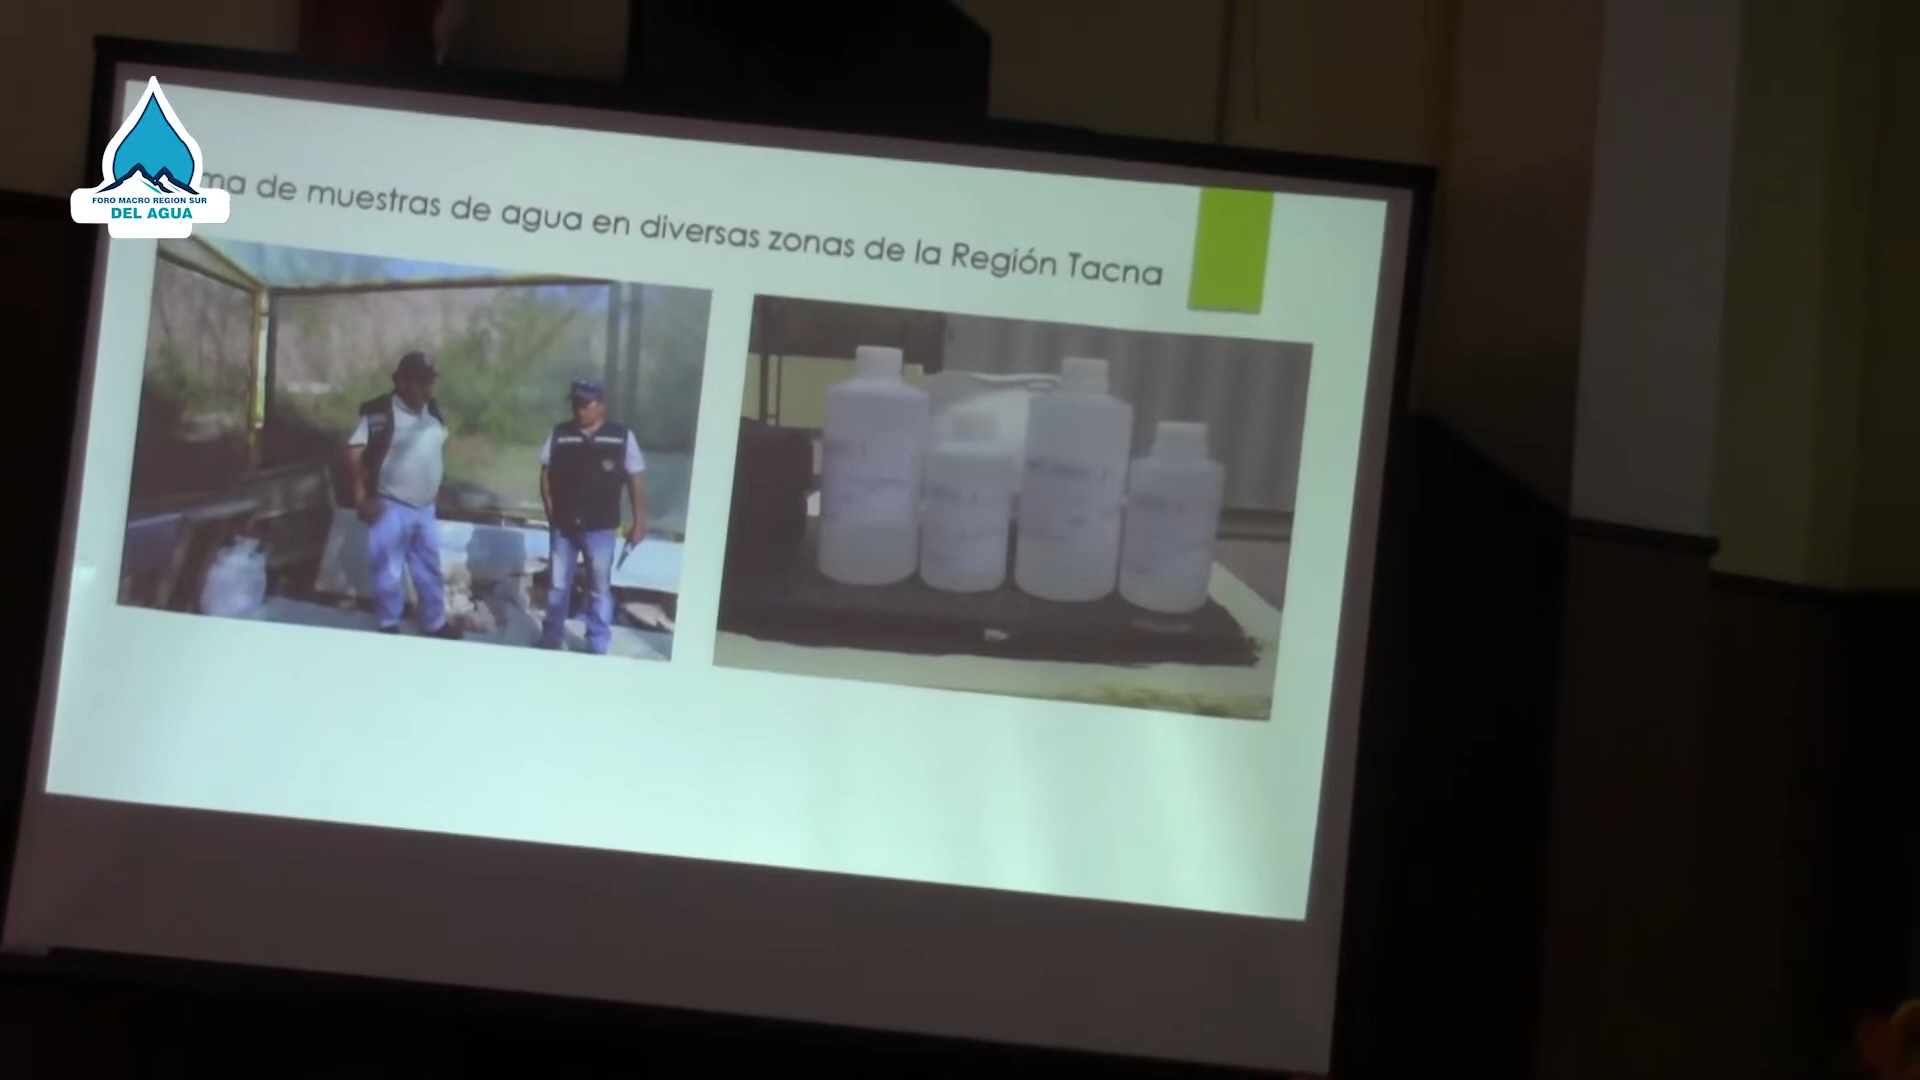 FORO MACRO REGION SUR
DEL AGUA
ma de muestras de agua en diversas zonas de la Región Tacna